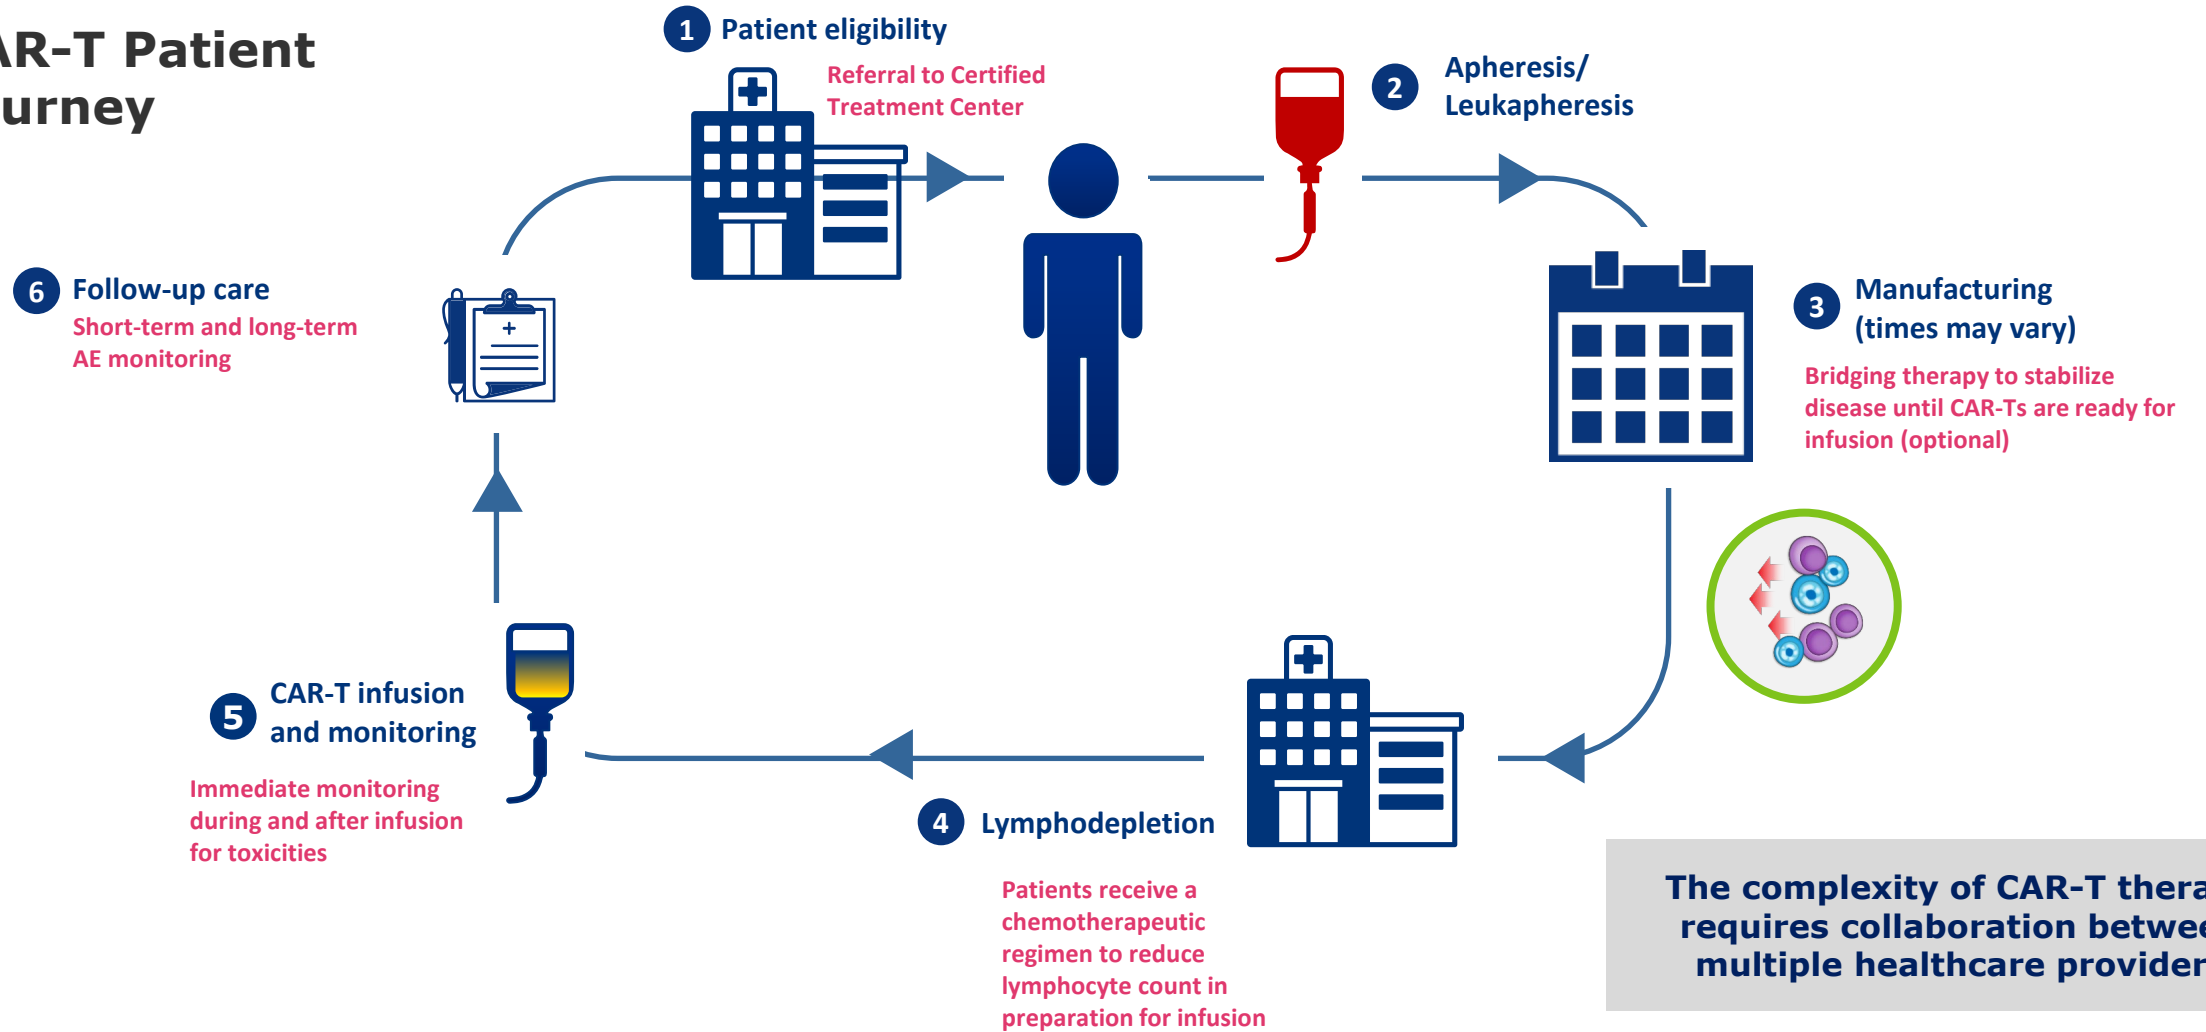 AR-T Patient
urney
1 Patient eligibility
Referral to Certified
Treatment Center
2 Apheresis/
Leukapheresis
3 Manufacturing
(times may vary)
Bridging therapy to stabilize
disease until CAR-Ts are ready for
infusion (optional)
4 Lymphodepletion
Patients receive a
chemotherapeutic
regimen to reduce
lymphocyte count in
preparation for infusion
5 CAR-T infusion
and monitoring
Immediate monitoring
during and after infusion
for toxicities
6 Follow-up care
Short-term and long-term
AE monitoring
The complexity of CAR-T thera
requires collaboration betwee
multiple healthcare provider